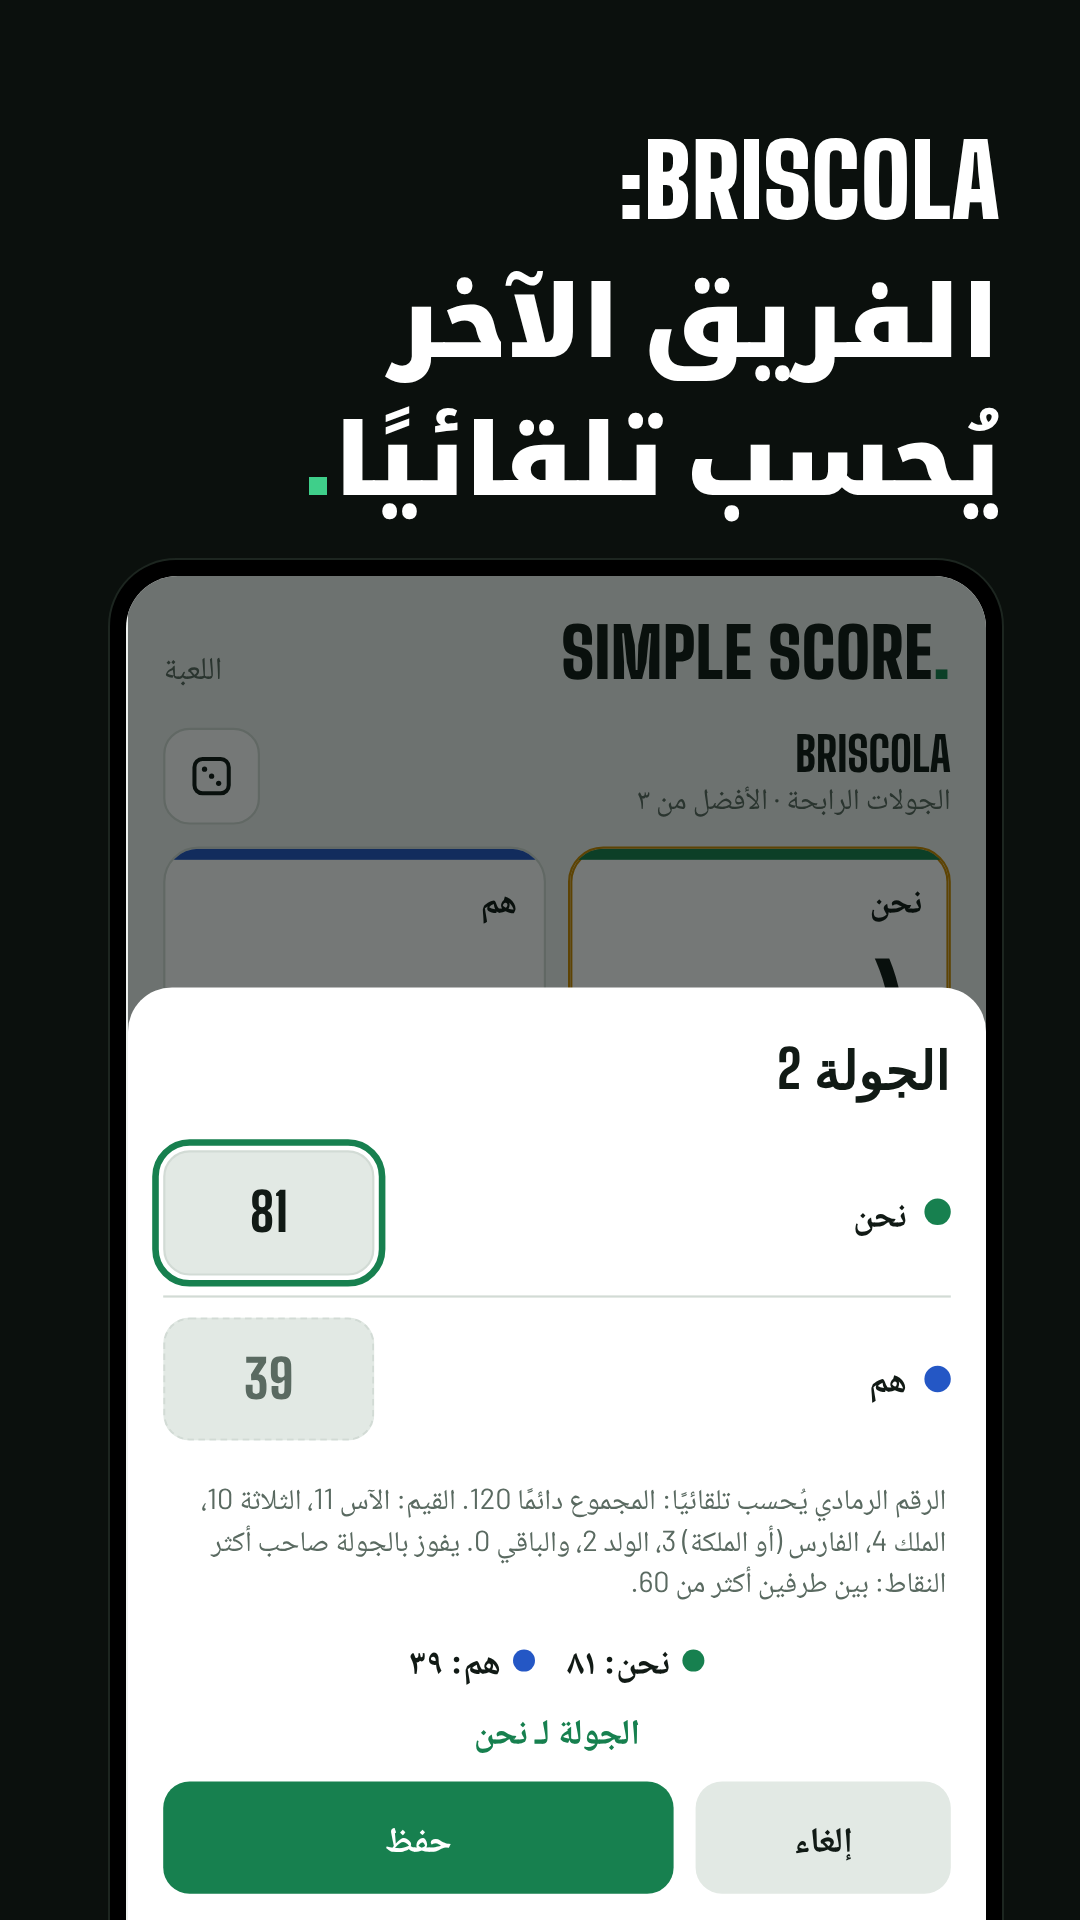 BRISCOLA:
الفريق الآخر
يُحسب تلقائيًا.
SIMPLE SCORE.
اللعبة
BRISCOLA
الجولات الرابحة · الأفضل من ٣
نحن
هم
١
الجولة 2
نحن
81
هم
39
الرقم الرمادي يُحسب تلقائيًا: المجموع دائمًا 120. القيم: الآس 11، الثلاثة 10،
الملك 4، الفارس (أو الملكة) 3، الولد 2، والباقي 0. يفوز بالجولة صاحب أكثر
النقاط: بين طرفين أكثر من 60.
نحن: ٨١ هم: ٣٩
الجولة لـ نحن
إلغاء
حفظ